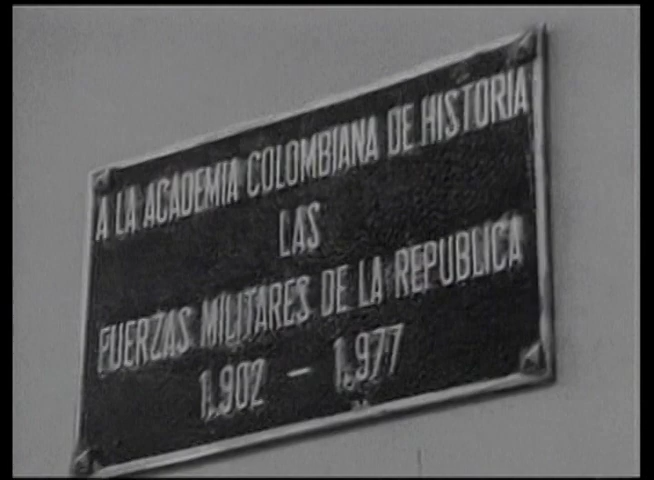 A LA ACADEMIA COLOMBIANA DE HISTORIA
LAS
FUERZAS MILITARES DE LA REPUBLICA
1.902 - 1.977